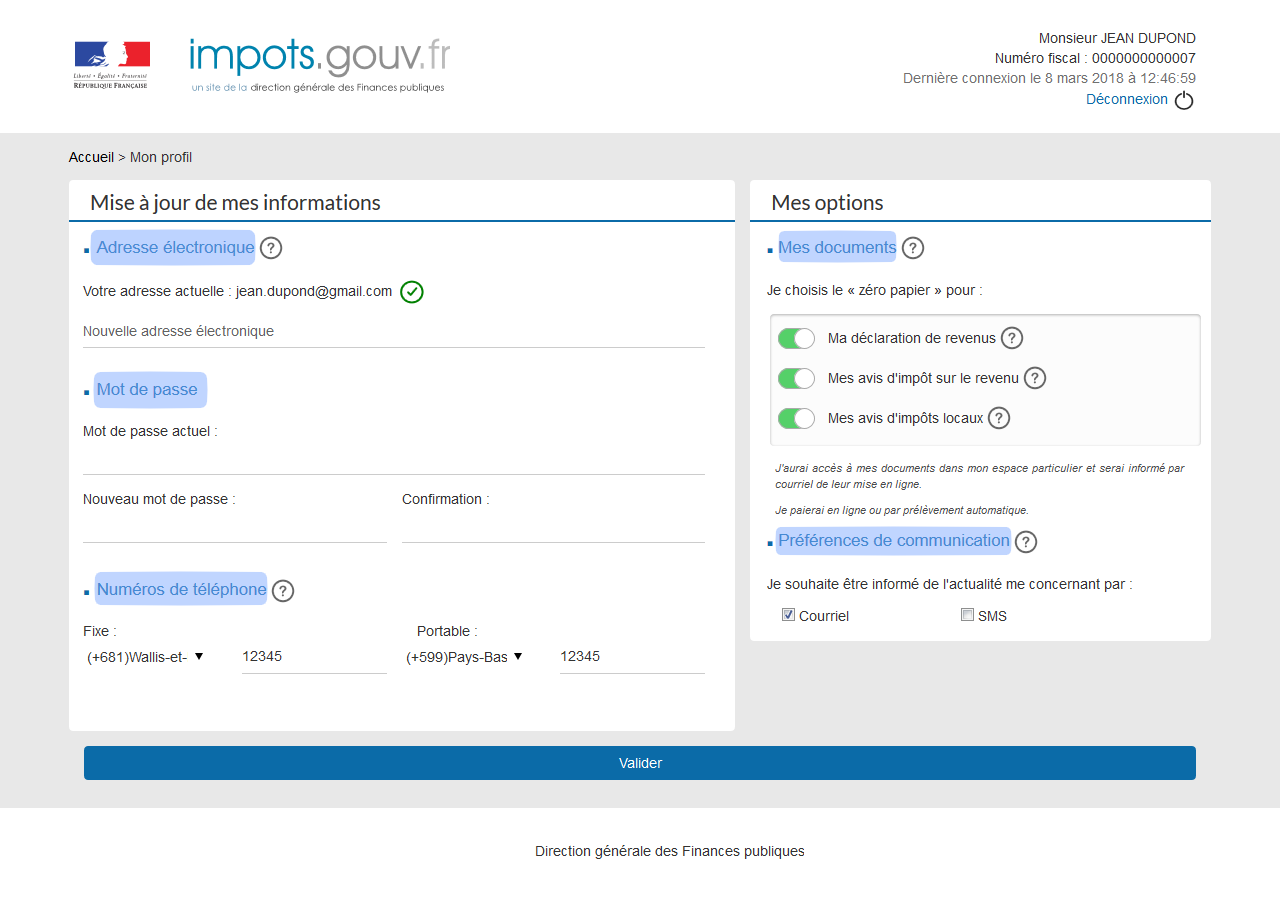 Liberté • Égalité • Fraternité
RÉPUBLIQUE FRANÇAISE
impots.gouv.fr
un site de la direction générale des Finances publiques
Monsieur JEAN DUPOND
Numéro fiscal : 0000000000007
Dernière connexion le 8 mars 2018 à 12:46:59
Déconnexion
Accueil > Mon profil
Mise à jour de mes informations
Adresse électronique ?
Votre adresse actuelle : jean.dupond@gmail.com
Nouvelle adresse électronique
Mot de passe
Mot de passe actuel :
Nouveau mot de passe :
Confirmation :
Numéros de téléphone ?
Fixe :
Portable :
(+681)Wallis-et- 12345
(+599)Pays-Bas 12345
Mes options
Mes documents ?
Je choisis le « zéro papier » pour :
Ma déclaration de revenus ?
Mes avis d'impôt sur le revenu ?
Mes avis d'impôts locaux ?
J'aurai accès à mes documents dans mon espace particulier et serai informé par
courriel de leur mise en ligne.
Je paierai en ligne ou par prélèvement automatique.
Préférences de communication ?
Je souhaite être informé de l'actualité me concernant par :
Courriel
SMS
Valider
Direction générale des Finances publiques